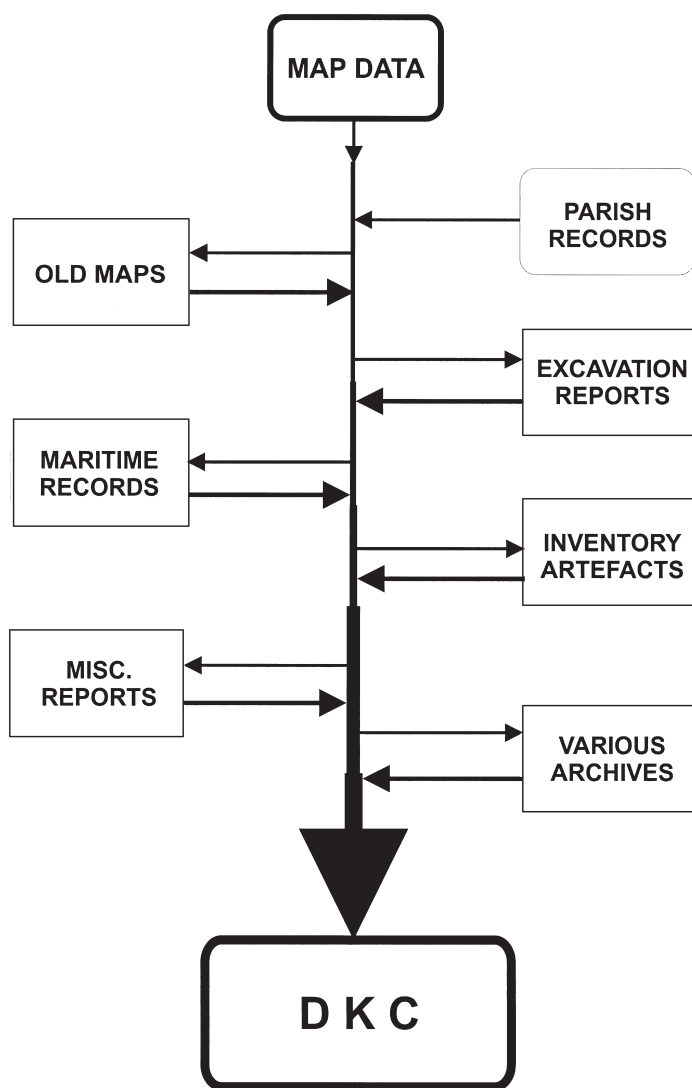 MAP DATA
PARISH
RECORDS
OLD MAPS
EXCAVATION
REPORTS
MARITIME
RECORDS
INVENTORY
ARTEFACTS
MISC.
REPORTS
VARIOUS
ARCHIVES
D K C